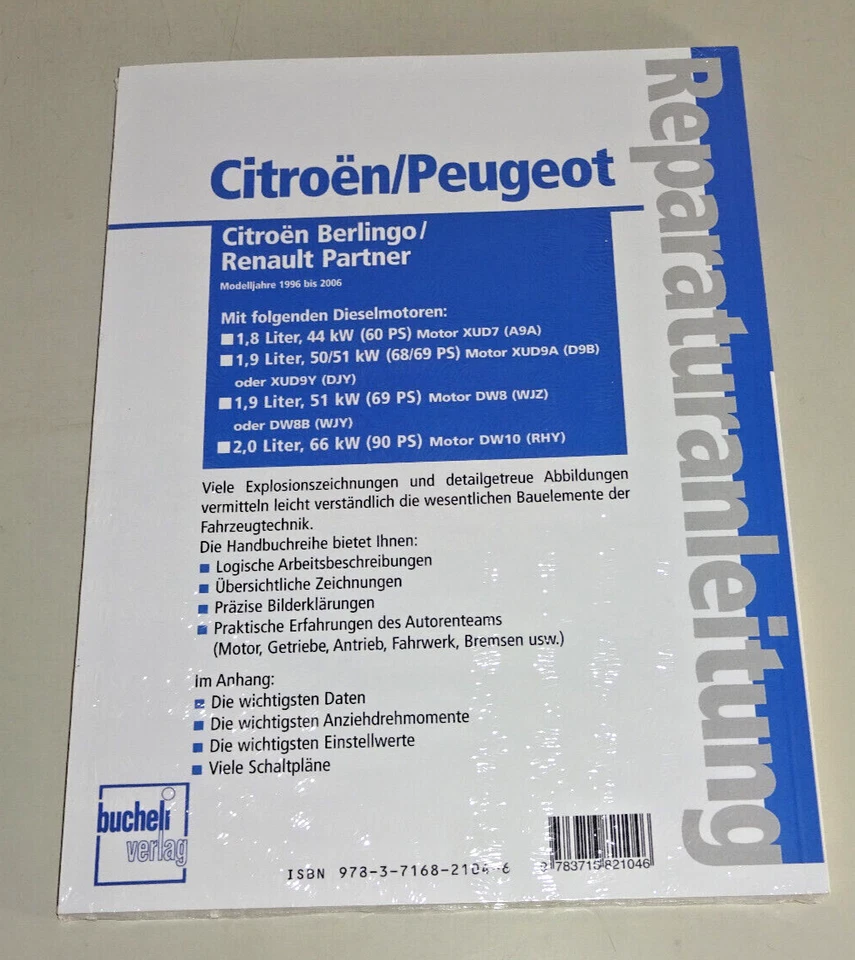 Reparaturanleitung
Citroën/Peugeot
Citroën Berlingo/
Renault Partner
Modelljahre 1996 bis 2006
Mit folgenden Dieselmotoren:
1,8 Liter, 44 kW (60 PS) Motor XUD7 (A9A)
1,9 Liter, 50/51 kW (68/69 PS) Motor XUD9A (D9B)
oder XUD9Y (DJY)
1,9 Liter, 51 kW (69 PS) Motor DW8 (WJZ)
oder DW8B (WJY)
2,0 Liter, 66 kW (90 PS) Motor DW10 (RHY)
Viele Explosionszeichnungen und detailgetreue Abbildungen
vermitteln leicht verständlich die wesentlichen Bauelemente der
Fahrzeugtechnik.
Die Handbuchreihe bietet Ihnen:
Logische Arbeitsbeschreibungen
Übersichtliche Zeichnungen
Präzise Bilderklärungen
Praktische Erfahrungen des Autorenteams
(Motor, Getriebe, Antrieb, Fahrwerk, Bremsen usw.)
Im Anhang:
Die wichtigsten Daten
Die wichtigsten Anziehdrehmomente
Die wichtigsten Einstellwerte
Viele Schaltpläne
bucheli
verlag
ISBN